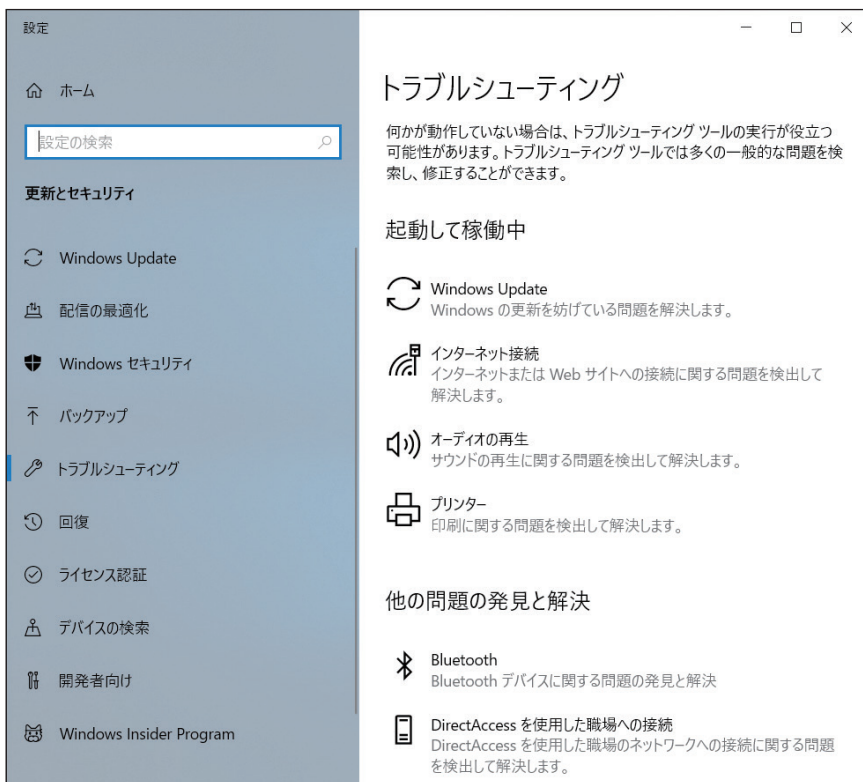 設定
ホーム
設定の検索
更新とセキュリティ
Windows Update
配信の最適化
Windows セキュリティ
バックアップ
トラブルシューティング
回復
ライセンス認証
デバイスの検索
開発者向け
Windows Insider Program
トラブルシューティング
何かが動作していない場合は、トラブルシューティング ツールの実行が役立つ
可能性があります。トラブルシューティング ツールでは多くの一般的な問題を検
索し、修正することができます。
起動して稼働中
Windows Update
Windows の更新を妨げている問題を解決します。
インターネット接続
インターネットまたは Web サイトへの接続に関する問題を検出して
解決します。
オーディオの再生
サウンドの再生に関する問題を検出して解決します。
プリンター
印刷に関する問題を検出して解決します。
他の問題の発見と解決
Bluetooth
Bluetooth デバイスに関する問題の発見と解決
DirectAccess を使用した職場への接続
DirectAccess を使用した職場のネットワークへの接続に関する問題
を検出して解決します。